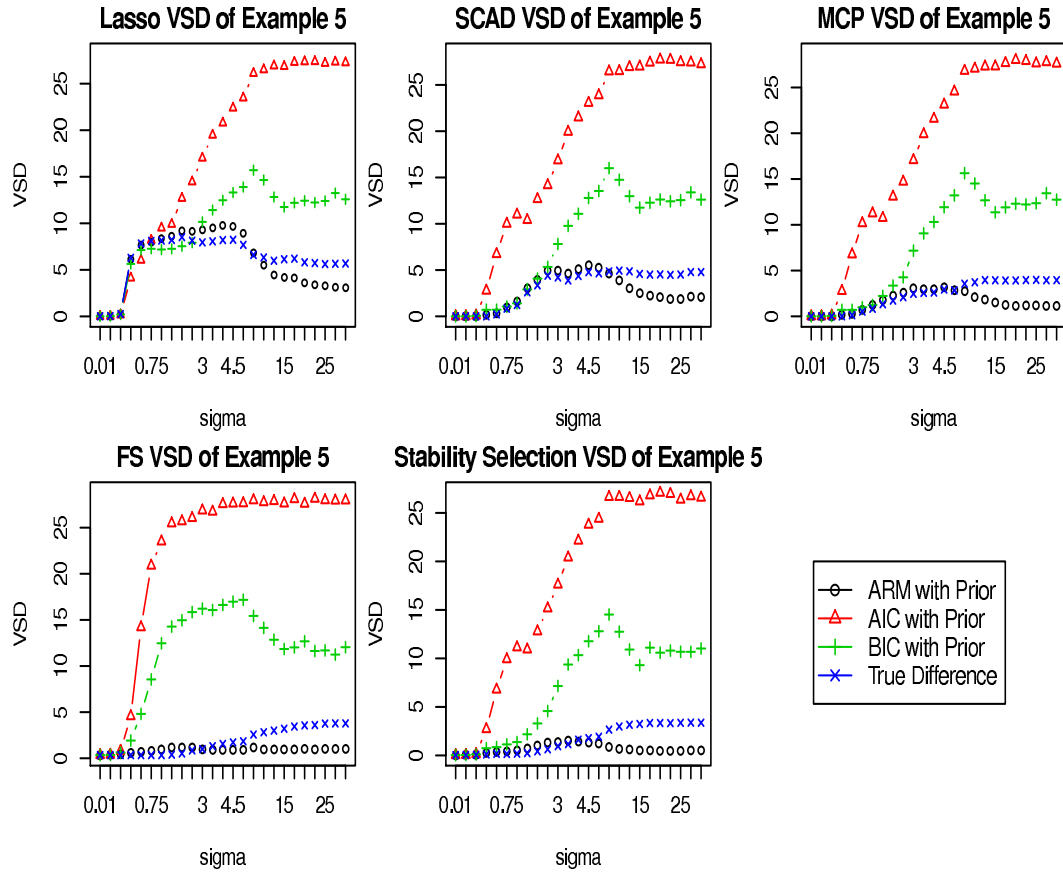 Lasso VSD of Example 5
VSD
0 5 10 15 20 25
0.01 0.75 3 4.5 15 25
sigma
SCAD VSD of Example 5
VSD
0 5 10 15 20 25
0.01 0.75 3 4.5 15 25
sigma
MCP VSD of Example 5
VSD
0 5 10 15 20 25
0.01 0.75 3 4.5 15 25
sigma
FS VSD of Example 5
VSD
0 5 10 15 20 25
0.01 0.75 3 4.5 15 25
sigma
Stability Selection VSD of Example 5
VSD
0 5 10 15 20 25
0.01 0.75 3 4.5 15 25
sigma
ARM with Prior
AIC with Prior
BIC with Prior
True Difference